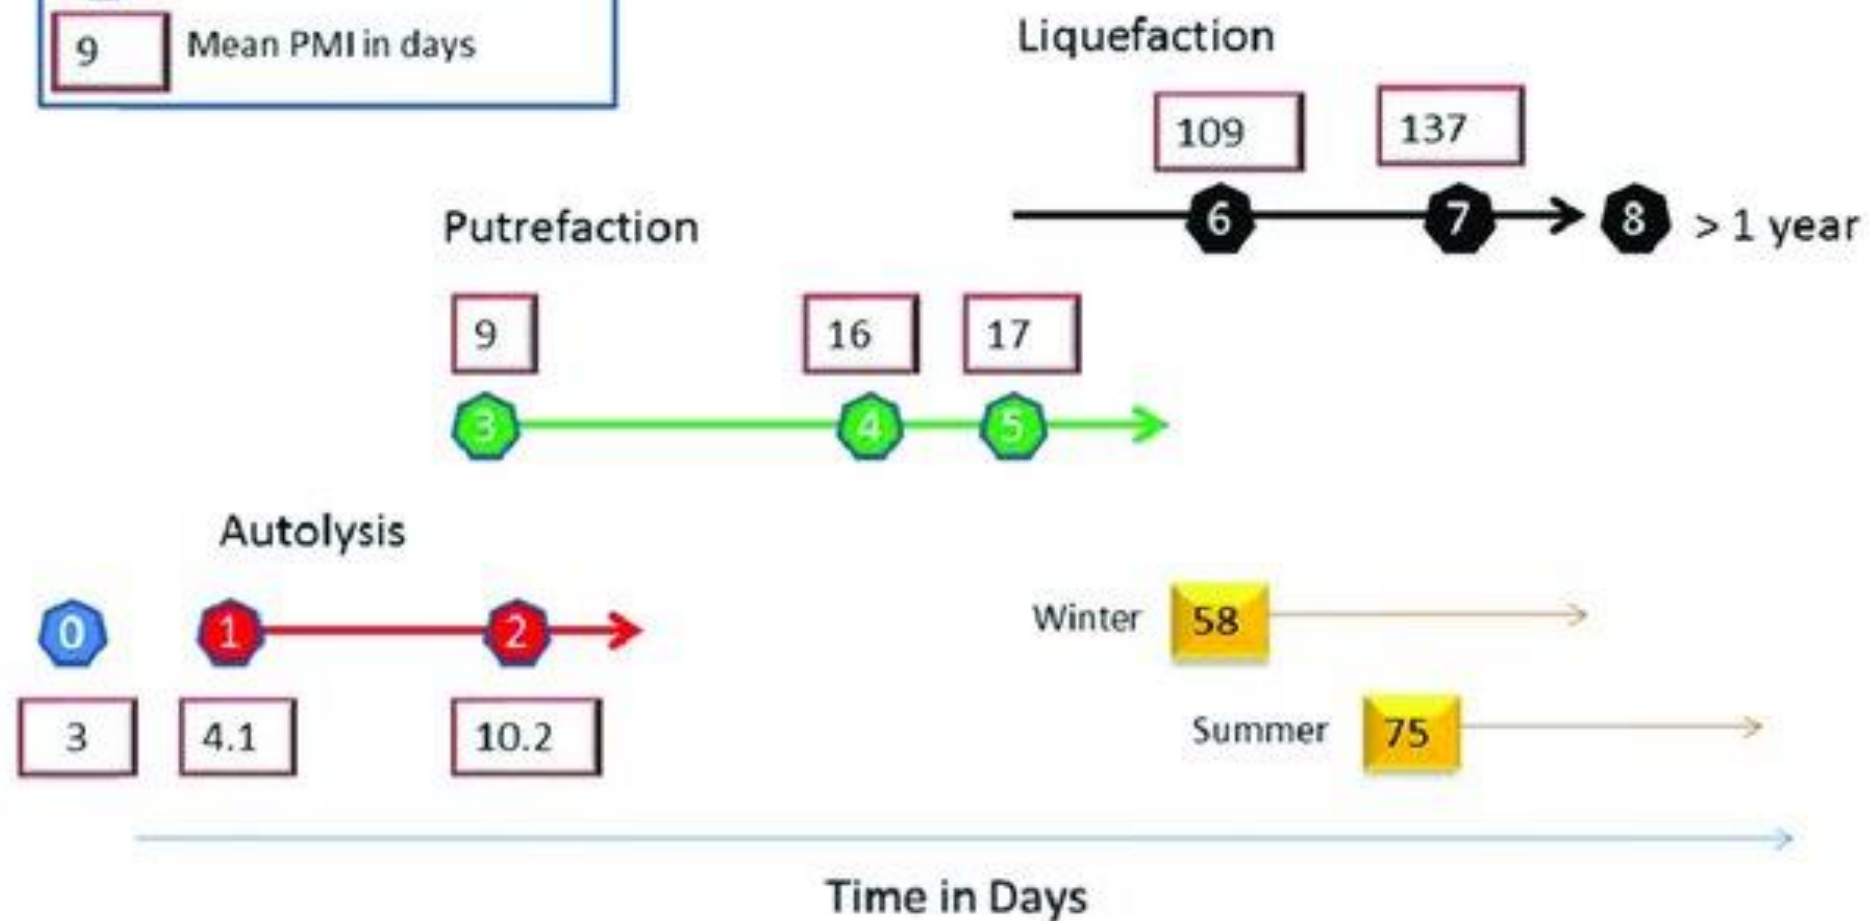 9 Mean PMI in days
Liquefaction
109 137
6 7 8 > 1 year
Putrefaction
9 16 17
3 4 5
Autolysis
0 1 2
3 4.1 10.2
Winter 58
Summer 75
Time in Days